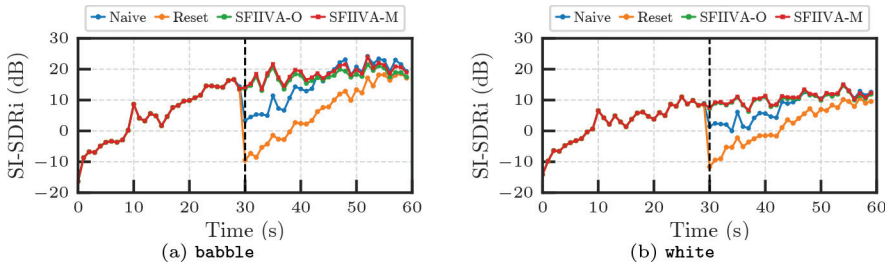 Naive Reset SFIIVA-O SFIIVA-M
30
20
10
0
−10
−20
SI-SDRi (dB)
0 10 20 30 40 50 60
Time (s)
(a) babble
Naive Reset SFIIVA-O SFIIVA-M
30
20
10
0
−10
−20
SI-SDRi (dB)
0 10 20 30 40 50 60
Time (s)
(b) white